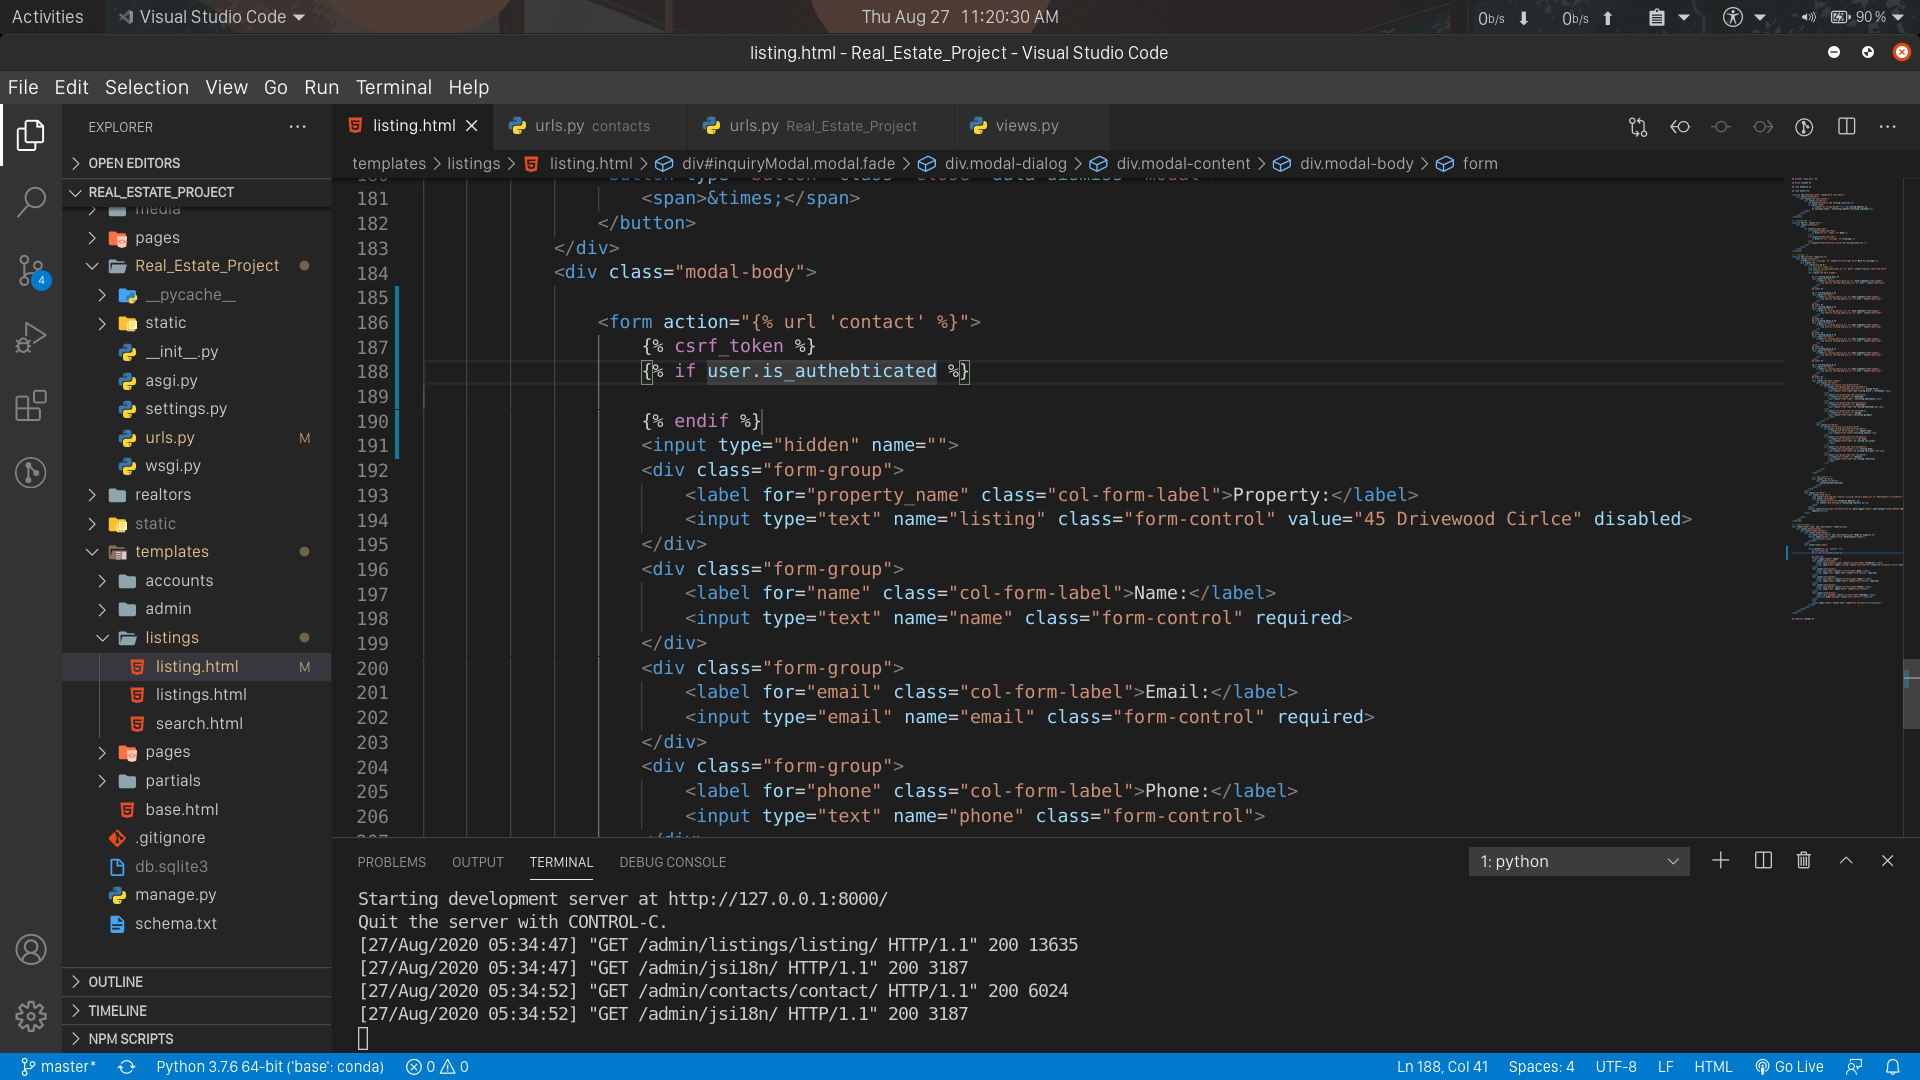 Activities
Visual Studio Code
Thu Aug 27 11:20:30 AM
0b/s
0b/s
90 %
listing.html - Real_Estate_Project - Visual Studio Code
File Edit Selection View Go Run Terminal Help
EXPLORER
OPEN EDITORS
REAL_ESTATE_PROJECT
media
pages
Real_Estate_Project
__pycache__
static
__init__.py
asgi.py
settings.py
urls.py M
wsgi.py
realtors
static
templates
accounts
admin
listings
listing.html M
listings.html
search.html
pages
partials
base.html
.gitignore
db.sqlite3
manage.py
schema.txt
OUTLINE
TIMELINE
NPM SCRIPTS
4
listing.html
urls.py contacts
urls.py Real_Estate_Project
views.py
templates > listings > listing.html > div#inquiryModal.modal.fade > div.modal-dialog > div.modal-content > div.modal-body > form
181 <span>&times;</span>
182 </button>
183 </div>
184 <div class="modal-body">
185
186 <form action="{% url 'contact' %}">
187 {% csrf_token %}
188 {% if user.is_authebticated %}
189
190 {% endif %}
191 <input type="hidden" name="">
192 <div class="form-group">
193 <label for="property_name" class="col-form-label">Property:</label>
194 <input type="text" name="listing" class="form-control" value="45 Drivewood Cirlce" disabled>
195 </div>
196 <div class="form-group">
197 <label for="name" class="col-form-label">Name:</label>
198 <input type="text" name="name" class="form-control" required>
199 </div>
200 <div class="form-group">
201 <label for="email" class="col-form-label">Email:</label>
202 <input type="email" name="email" class="form-control" required>
203 </div>
204 <div class="form-group">
205 <label for="phone" class="col-form-label">Phone:</label>
206 <input type="text" name="phone" class="form-control">
PROBLEMS OUTPUT TERMINAL DEBUG CONSOLE
1: python
Starting development server at http://127.0.0.1:8000/
Quit the server with CONTROL-C.
[27/Aug/2020 05:34:47] "GET /admin/listings/listing/ HTTP/1.1" 200 13635
[27/Aug/2020 05:34:47] "GET /admin/jsi18n/ HTTP/1.1" 200 3187
[27/Aug/2020 05:34:52] "GET /admin/contacts/contact/ HTTP/1.1" 200 6024
[27/Aug/2020 05:34:52] "GET /admin/jsi18n/ HTTP/1.1" 200 3187
master* Python 3.7.6 64-bit ('base': conda) 0 0 Ln 188, Col 41 Spaces: 4 UTF-8 LF HTML Go Live